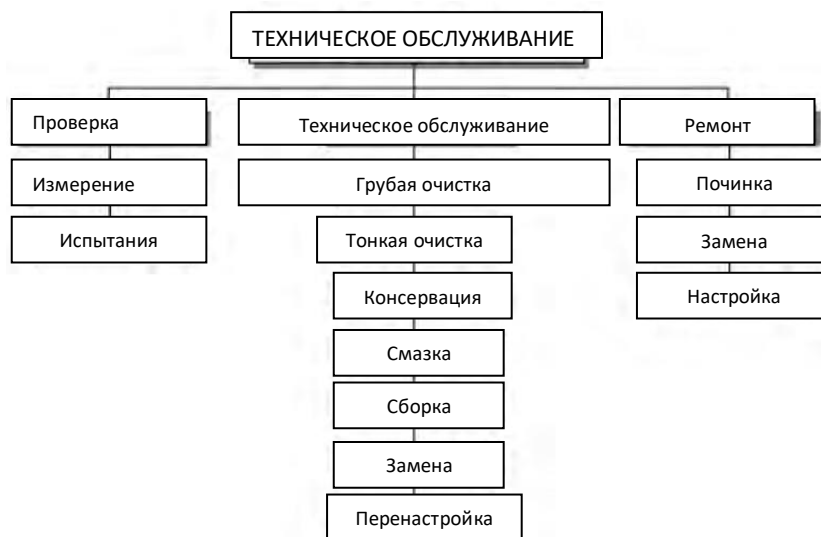 ТЕХНИЧЕСКОЕ ОБСЛУЖИВАНИЕ
Проверка
Техническое обслуживание
Ремонт
Измерение
Грубая очистка
Починка
Испытания
Тонкая очистка
Замена
Консервация
Настройка
Смазка
Сборка
Замена
Перенастройка